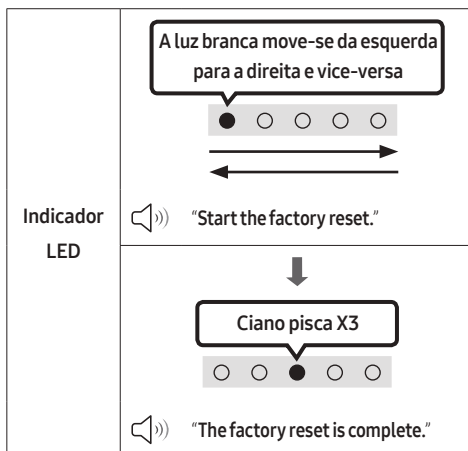 A luz branca move-se da esquerda
para a direita e vice-versa
Indicador
LED
"Start the factory reset."
Ciano pisca X3
"The factory reset is complete."